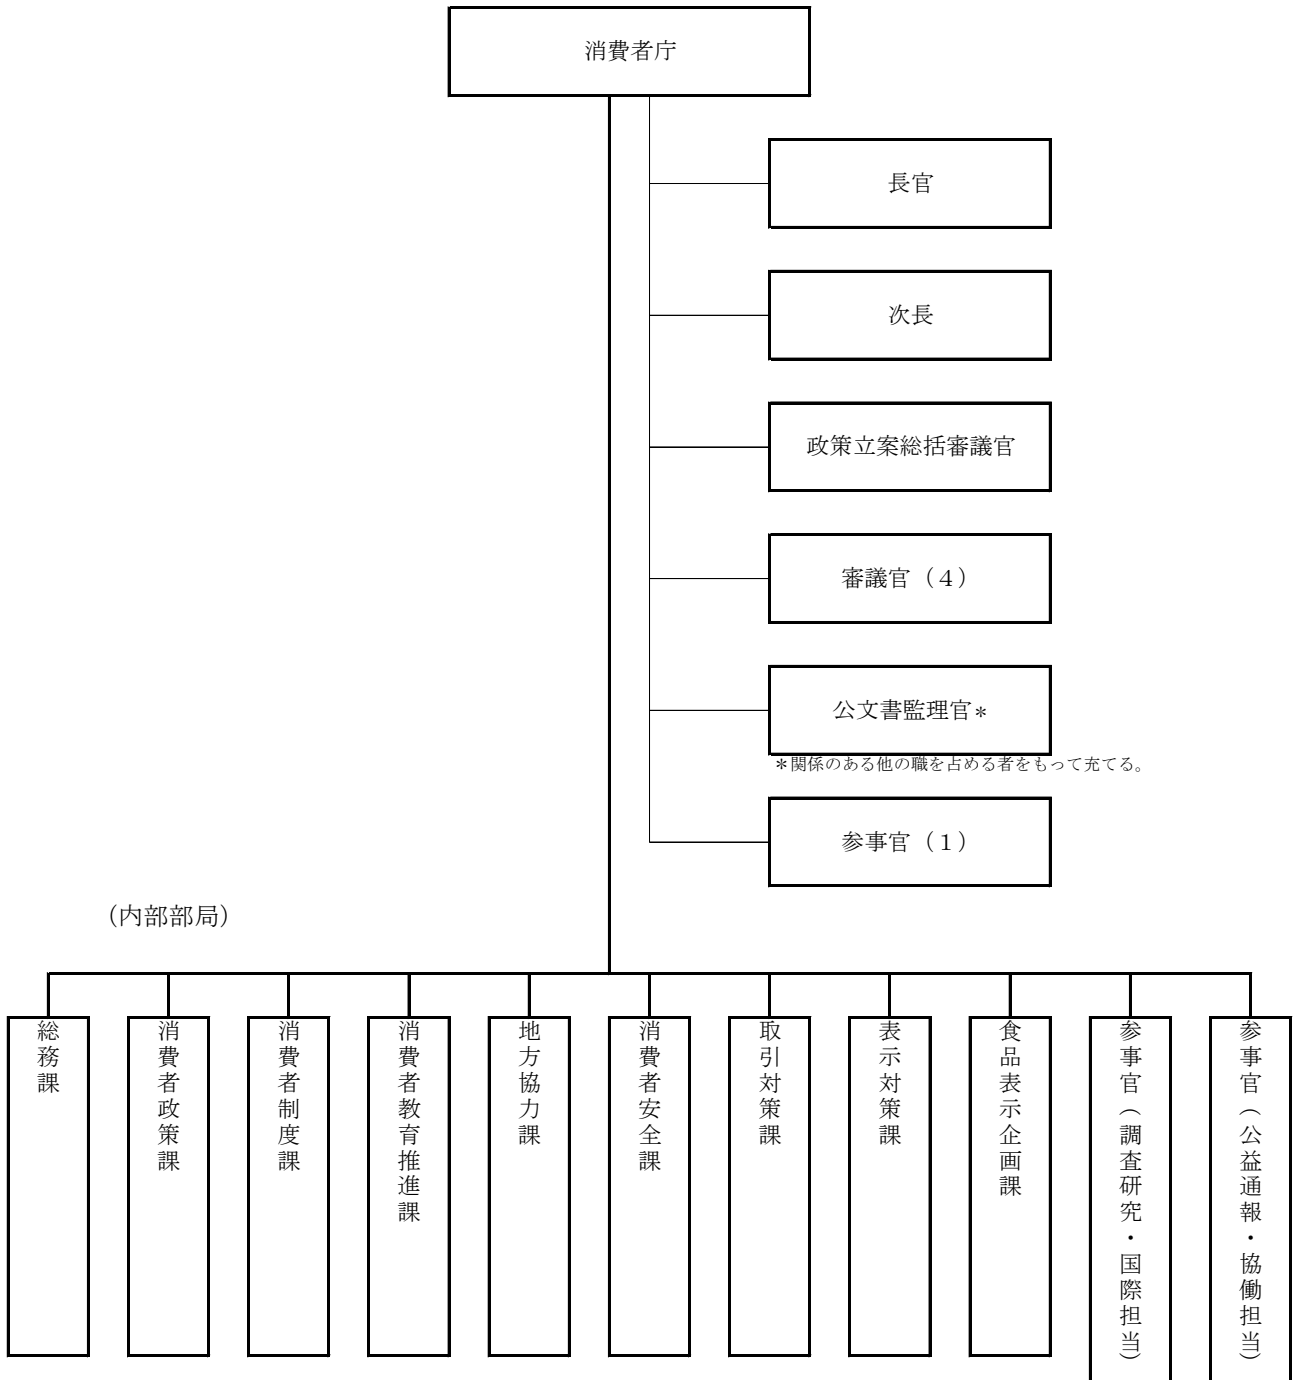 消費者庁
長官
次長
政策立案総括審議官
審議官（４）
公文書監理官＊
＊関係のある他の職を占める者をもって充てる。
参事官（１）
（内部部局）
総務課
消費者政策課
消費者制度課
消費者教育推進課
地方協力課
消費者安全課
取引対策課
表示対策課
食品表示企画課
参事官（調査研究・国際担当）
参事官（公益通報・協働担当）